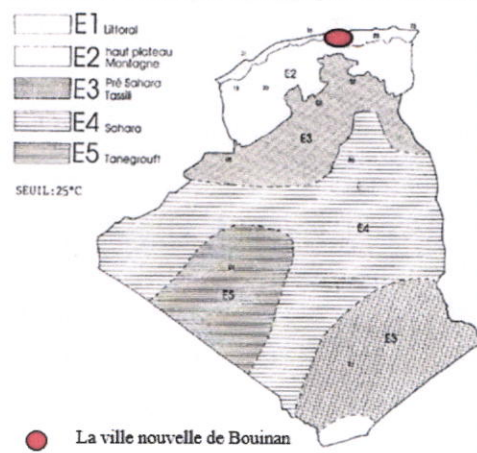 E1 Littoral
E2 haut plateau
Montagne
E3 Pré Sahara
Tassili
E4 Sahara
E5 Tanegrouft
SEUIL:25°C
E2
E3
E4
E5
E3
La ville nouvelle de Bouinan